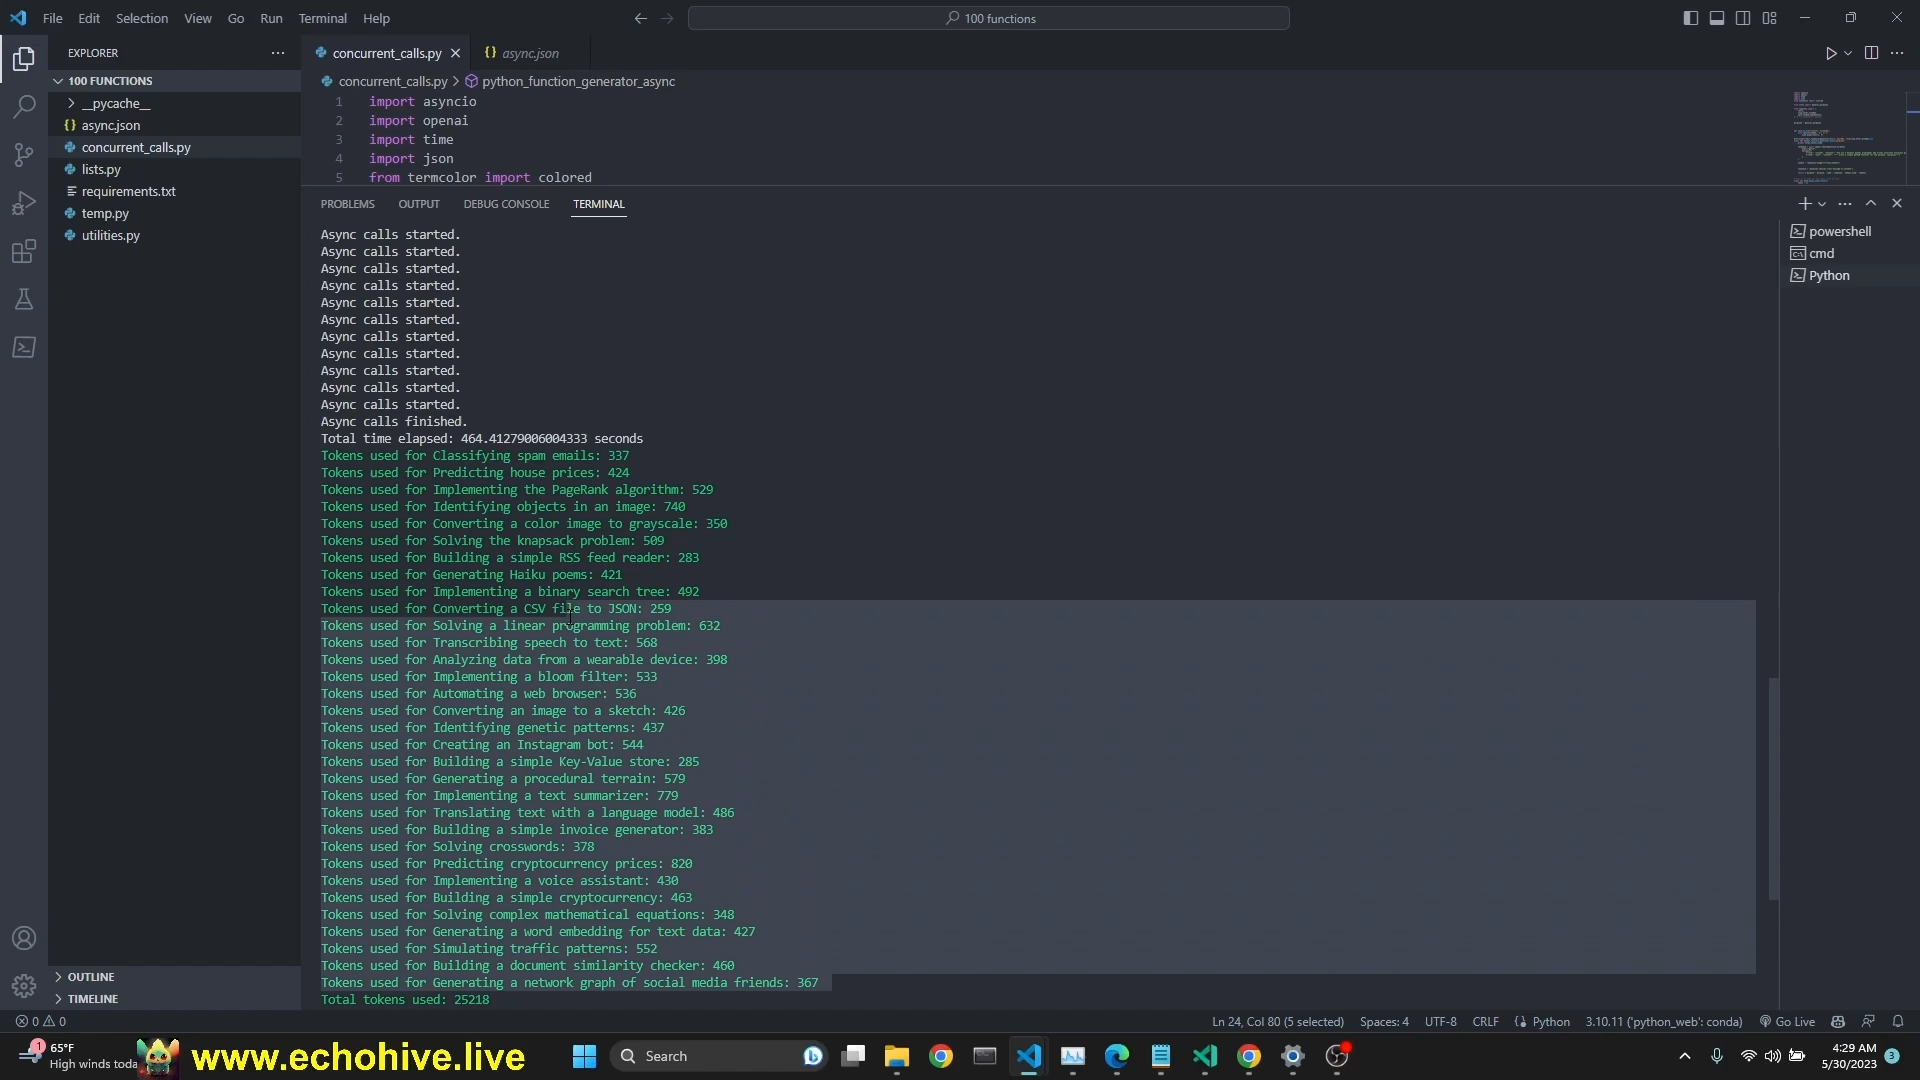 File Edit Selection View Go Run Terminal Help
100 functions
EXPLORER
100 FUNCTIONS
__pycache__
async.json
concurrent_calls.py
lists.py
requirements.txt
temp.py
utilities.py
OUTLINE
TIMELINE
concurrent_calls.py
async.json
concurrent_calls.py > python_function_generator_async
1 import asyncio
2 import openai
3 import time
4 import json
5 from termcolor import colored
PROBLEMS OUTPUT DEBUG CONSOLE TERMINAL
powershell
cmd
Python
Async calls started.
Async calls started.
Async calls started.
Async calls started.
Async calls started.
Async calls started.
Async calls started.
Async calls started.
Async calls started.
Async calls started.
Async calls started.
Async calls finished.
Total time elapsed: 464.41279006004333 seconds
Tokens used for Classifying spam emails: 337
Tokens used for Predicting house prices: 424
Tokens used for Implementing the PageRank algorithm: 529
Tokens used for Identifying objects in an image: 740
Tokens used for Converting a color image to grayscale: 350
Tokens used for Solving the knapsack problem: 509
Tokens used for Building a simple RSS feed reader: 283
Tokens used for Generating Haiku poems: 421
Tokens used for Implementing a binary search tree: 492
Tokens used for Converting a CSV file to JSON: 259
Tokens used for Solving a linear programming problem: 632
Tokens used for Transcribing speech to text: 568
Tokens used for Analyzing data from a wearable device: 398
Tokens used for Implementing a bloom filter: 533
Tokens used for Automating a web browser: 536
Tokens used for Converting an image to a sketch: 426
Tokens used for Identifying genetic patterns: 437
Tokens used for Creating an Instagram bot: 544
Tokens used for Building a simple Key-Value store: 285
Tokens used for Generating a procedural terrain: 579
Tokens used for Implementing a text summarizer: 779
Tokens used for Translating text with a language model: 486
Tokens used for Building a simple invoice generator: 383
Tokens used for Solving crosswords: 378
Tokens used for Predicting cryptocurrency prices: 820
Tokens used for Implementing a voice assistant: 430
Tokens used for Building a simple cryptocurrency: 463
Tokens used for Solving complex mathematical equations: 348
Tokens used for Generating a word embedding for text data: 427
Tokens used for Simulating traffic patterns: 552
Tokens used for Building a document similarity checker: 460
Tokens used for Generating a network graph of social media friends: 367
Total tokens used: 25218
0 0
Ln 24, Col 80 (5 selected) Spaces: 4 UTF-8 CRLF Python 3.10.11 ('python_web': conda) Go Live
1
65°F
High winds toda
www.echohive.live
Search
4:29 AM
5/30/2023
3